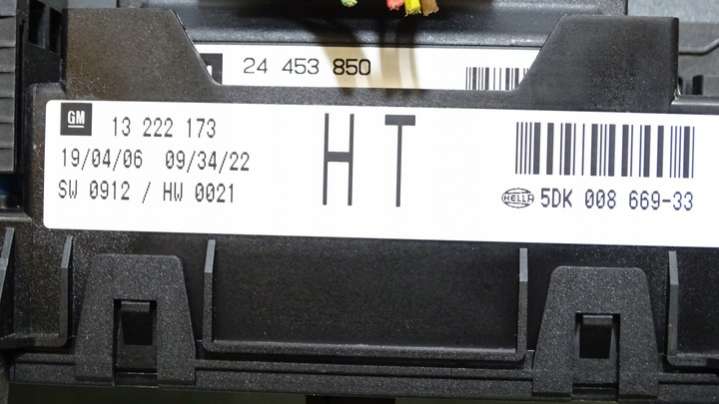 24 453 850
GM 13 222 173
19/04/06 09/34/22
SW 0912 / HW 0021
HT
HELLA 5DK 008 669-33